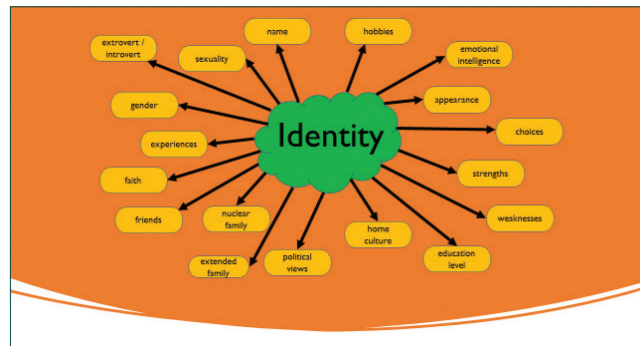 name
hobbies
extrovert /
introvert
sexuality
emotional
intelligence
gender
appearance
experiences
Identity
choices
faith
strengths
friends
nuclear
family
weaknesses
home
culture
extended
family
political
views
education
level